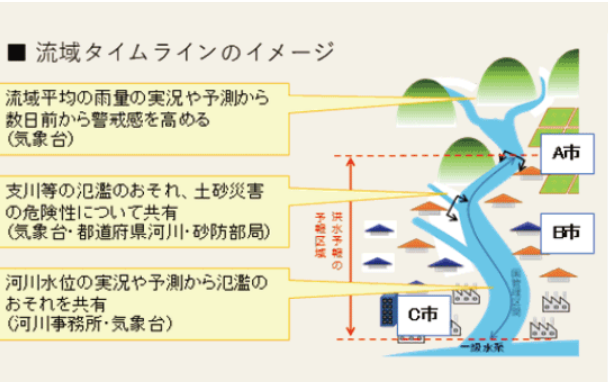 ■ 流域タイムラインのイメージ
流域平均の雨量の実況や予測から
数日前から警戒感を高める
(気象台)
支川等の氾濫のおそれ、土砂災害
の危険性について共有
(気象台・都道府県河川・砂防部局)
河川水位の実況や予測から氾濫の
おそれを共有
(河川事務所・気象台)
洪水予報の
予報区域
A市
B市
C市
一級水系